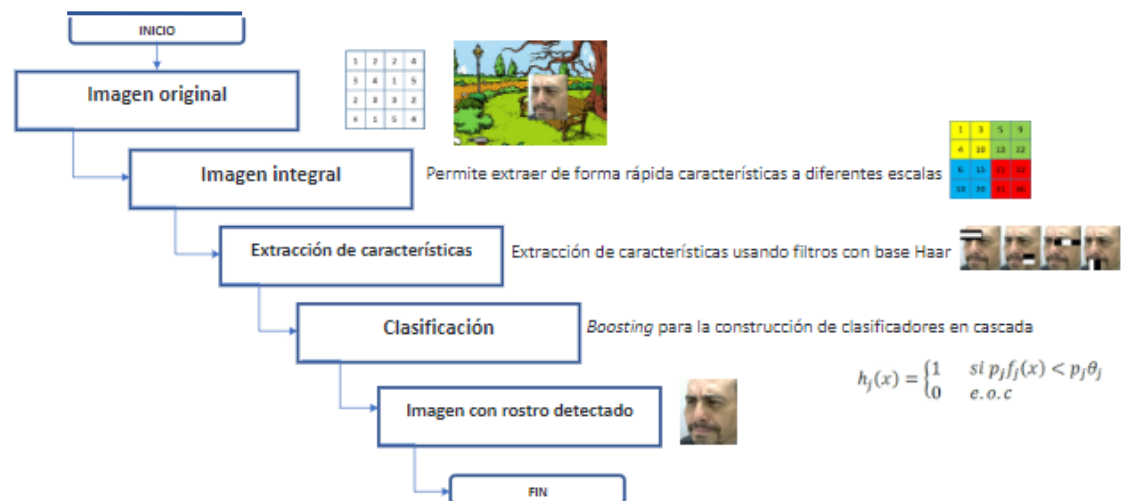 INICIO
Imagen original
1 2 2 4
3 4 1 5
2 3 3 2
4 1 5 4
Imagen integral
Permite extraer de forma rápida características a diferentes escalas
1 3 5 9
4 10 13 22
6 15 21 32
10 20 31 46
Extracción de características
Extracción de características usando filtros con base Haar
Clasificación
Boosting para la construcción de clasificadores en cascada
hⱼ(x) = {1 si pⱼfⱼ(x) < pⱼθⱼ
0 e.o.c
Imagen con rostro detectado
FIN